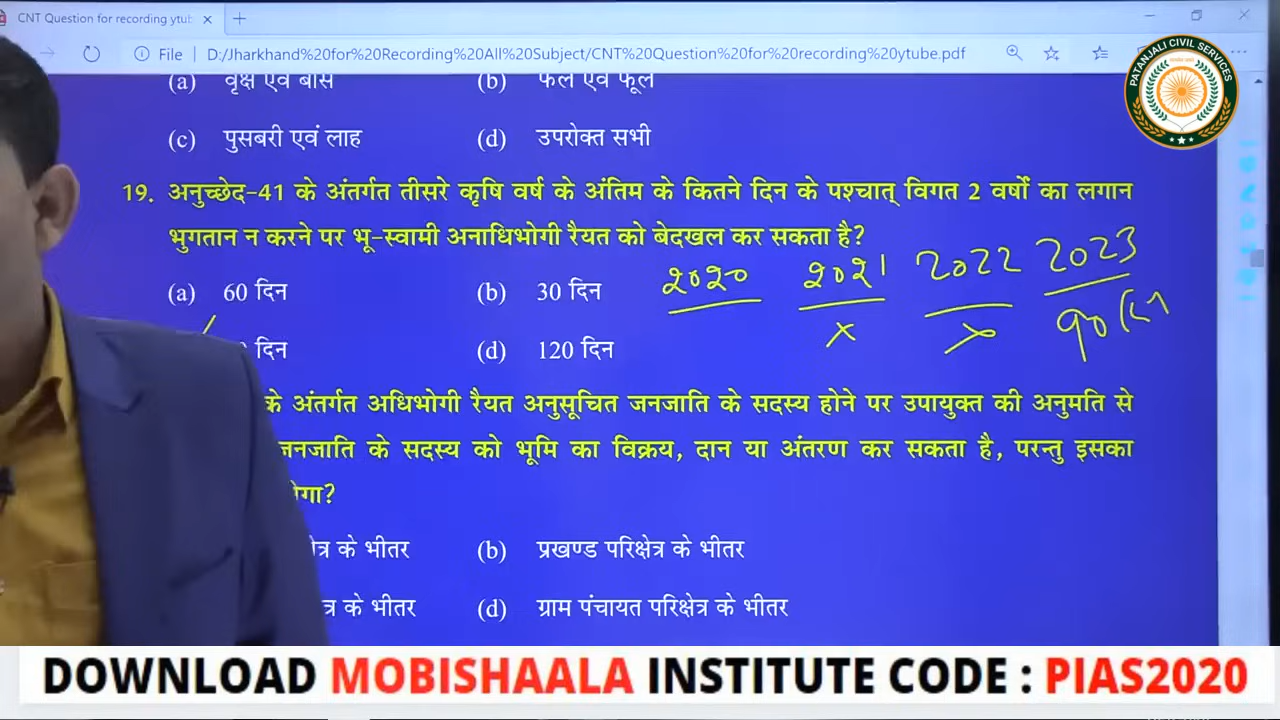 CNT Question for recording ytub
File | D:/Jharkhand%20for%20Recording%20All%20Subject/CNT%20Question%20for%20recording%20ytube.pdf
PATANJALI CIVIL SERVICES
(a) वृक्ष एवं बांस (b) फल एवं फूल
(c) पुसबरी एवं लाह (d) उपरोक्त सभी
19. अनुच्छेद-41 के अंतर्गत तीसरे कृषि वर्ष के अंतिम के कितने दिन के पश्चात् विगत 2 वर्षों का लगान
भुगतान न करने पर भू-स्वामी अनाधिभोगी रैयत को बेदखल कर सकता है?
२०२० २०२१ 2022 2023
(a) 60 दिन (b) 30 दिन
x x
दिन (d) 120 दिन
के अंतर्गत अधिभोगी रैयत अनुसूचित जनजाति के सदस्य होने पर उपायुक्त की अनुमति से
जनजाति के सदस्य को भूमि का विक्रय, दान या अंतरण कर सकता है, परन्तु इसका
के भीतर (b) प्रखण्ड परिक्षेत्र के भीतर
के भीतर (d) ग्राम पंचायत परिक्षेत्र के भीतर
DOWNLOAD MOBISHAALA INSTITUTE CODE : PIAS2020